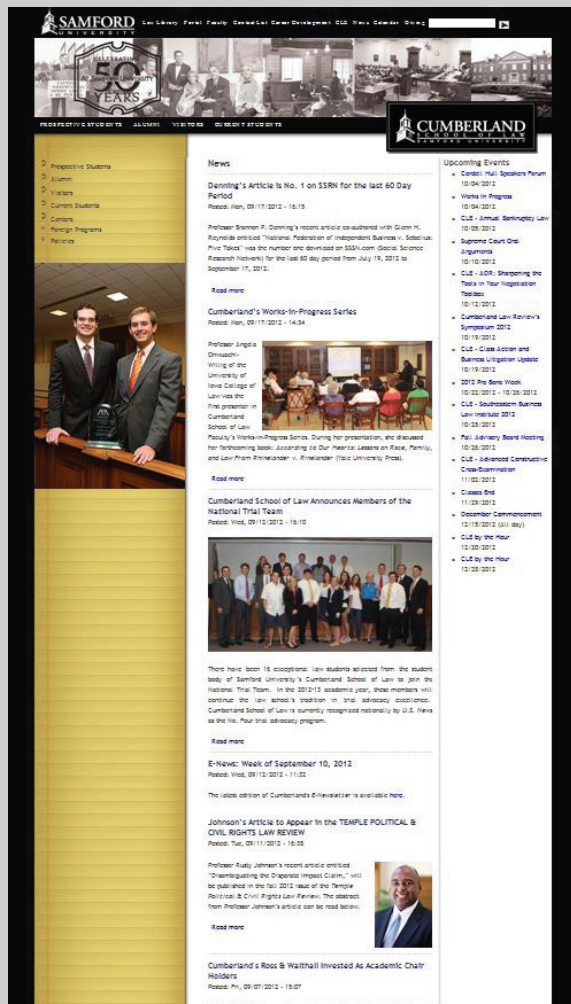 SAMFORD
UNIVERSITY
Law Library Portal Faculty Contact List Career Development CLE News Calendar Giving
CELEBRATING
50
YEARS
AT SAMFORD UNIVERSITY
PROSPECTIVE STUDENTS ALUMNI VISITORS CURRENT STUDENTS
CUMBERLAND
SCHOOL OF LAW
SAMFORD UNIVERSITY
Prospective Students
Alumni
Visitors
Current Students
Centers
Foreign Programs
Policies
News
Denning's Article is No. 1 on SSRN for the last 60 Day
Period
Posted: Mon, 09/17/2012 - 16:15
Professor Brannon P. Denning's recent article co-authored with Glenn H.
Reynolds entitled "National Federation of Independent Business v. Sebelius:
Five Takes" was the number one download on SSSN.com (Social Science
Research Network) for the last 60 day period from July 19, 2012 to
September 17, 2012.
Read more
Cumberland's Works-in-Progress Series
Posted: Mon, 09/17/2012 - 14:54
Professor Angela
Onwuachi-
Willig of the
University of
Iowa College of
Law was the
first presenter in
Cumberland
School of Law
Faculty's Works-in-Progress Series. During her presentation, she discussed
her forthcoming book: According to Our Hearts: Lessons on Race, Family,
and Law From Rhinelander v. Rinelander (Yale University Press).
Read more
Cumberland School of Law Announces Members of the
National Trial Team
Posted: Wed, 09/12/2012 - 16:10
There have been 16 exceptional law students selected from the student
body of Samford University's Cumberland School of Law to join the
National Trial Team. In the 2012-13 academic year, these members will
continue the law school's tradition in trial advocacy excellence.
Cumberland School of Law is currently recognized nationally by U.S. News
as the No. Four trial advocacy program.
Read more
E-News: Week of September 10, 2012
Posted: Wed, 09/12/2012 - 11:32
The latest edition of Cumberland's E-Newsletter is available here.
Johnson's Article to Appear in the TEMPLE POLITICAL &
CIVIL RIGHTS LAW REVIEW
Posted: Tue, 09/11/2012 - 16:38
Professor Rusty Johnson's recent article entitled
"Disambiguating the Disparate Impact Claim," will
be published in the fall 2012 issue of the Temple
Political & Civil Rights Law Review. The abstract
from Professor Johnson's article can be read below.
Read more
Cumberland's Ross & Walthall Invested As Academic Chair
Holders
Posted: Fri, 09/07/2012 - 15:07
Upcoming Events
Cordell Hull Speakers Forum
10/04/2012
Works in Progress
10/04/2012
CLE - Annual Bankruptcy Law
10/05/2012
Supreme Court Oral
Arguments
10/10/2012
CLE - ADR: Sharpening the
Tools in Your Negotiation
Toolbox
10/12/2012
Cumberland Law Review's
Symposium 2012
10/19/2012
CLE - Class Action and
Business Litigation Update
10/19/2012
2012 Pro Bono Week
10/22/2012 - 10/26/2012
CLE - Southeastern Business
Law Institute 2012
10/25/2012
Fall Advisory Board Meeting
10/26/2012
CLE - Advanced Constructive
Cross-Examination
11/02/2012
Classes End
11/29/2012
December Commencement
12/15/2012 (All day)
CLE by the Hour
12/20/2012
CLE by the Hour
12/28/2012